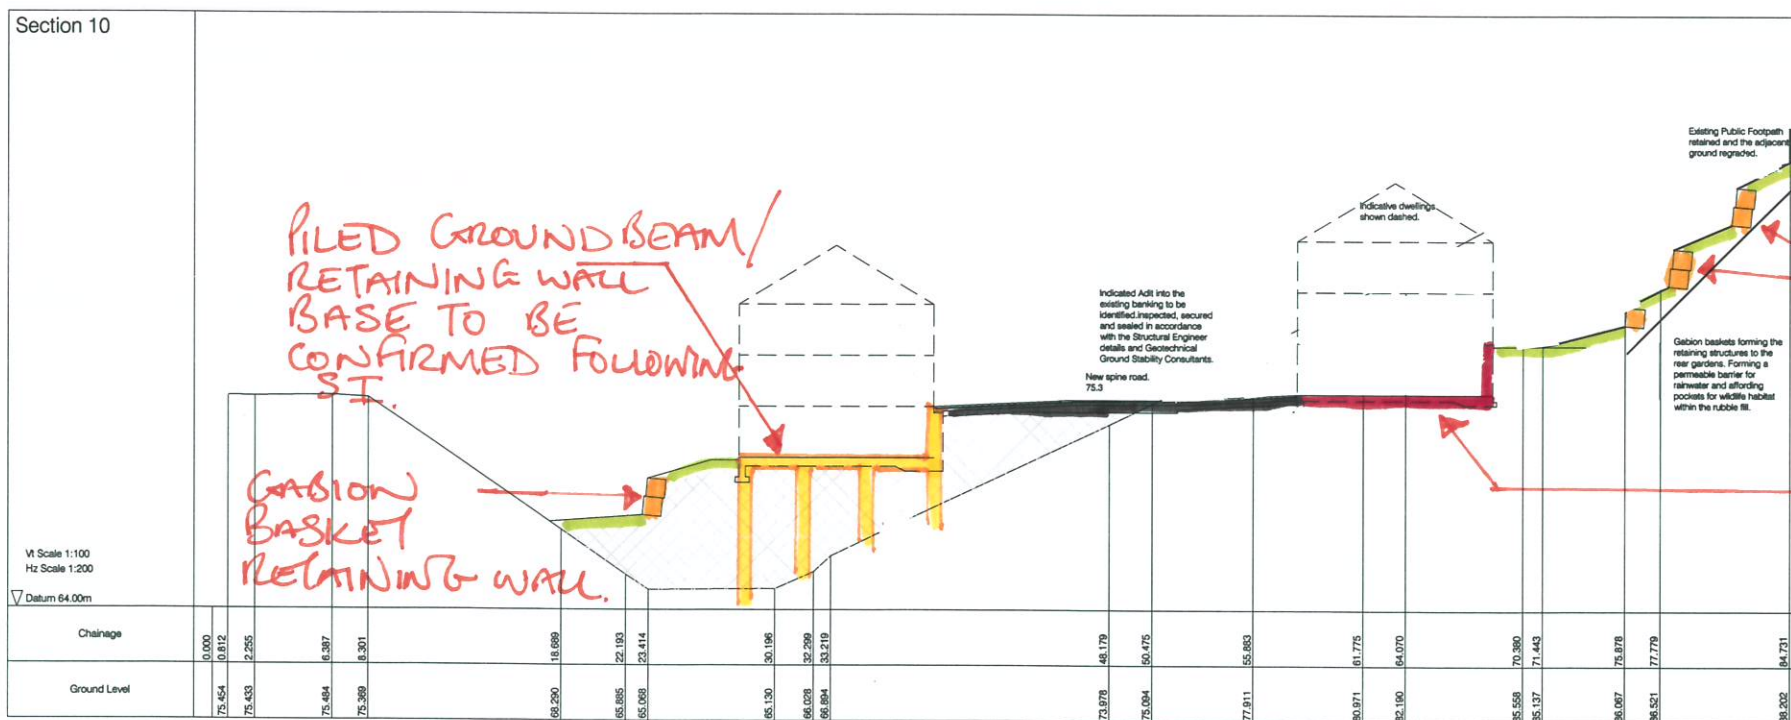 Section 10
Existing Public Footpath
retained and the adjacent
ground regraded.
PILED GROUNDBEAM/
RETAINING WALL
BASE TO BE
CONFIRMED FOLLOWING
S.I.
Indicative dwellings
shown dashed.
Indicated Adit into the
existing banking to be
identified.inspected, secured
and sealed in accordance
with the Structural Engineer
details and Geotechnical
Ground Stability Consultants.
New spine road.
75.3
Gabion baskets forming the
retaining structures to the
rear gardens. Forming a
permeable barrier for
rainwater and affording
pockets for wildlife habitat
within the rubble fill.
GABION
BASKET
RETAINING WALL.
Vt Scale 1:100
Hz Scale 1:200
Datum 64.00m
Chainage
0.000
0.812
2.255
6.387
8.301
18.689
22.193
23.414
30.196
32.299
33.219
48.179
50.475
55.883
61.775
64.070
70.380
71.443
75.878
77.779
84.731
Ground Level
75.454
75.433
75.484
75.389
68.290
65.885
65.068
65.130
66.028
66.894
73.978
75.094
77.911